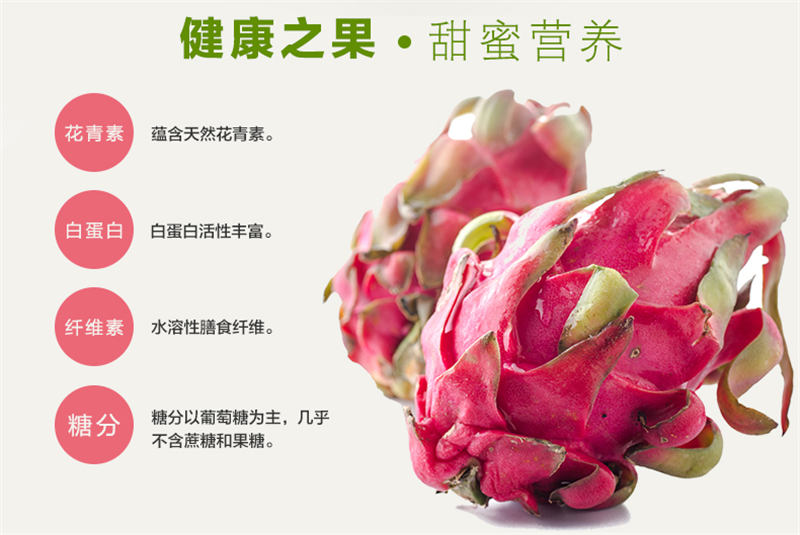 健康之果•甜蜜营养
花青素 蕴含天然花青素。
白蛋白 白蛋白活性丰富。
纤维素 水溶性膳食纤维。
糖分 糖分以葡萄糖为主，几乎
不含蔗糖和果糖。